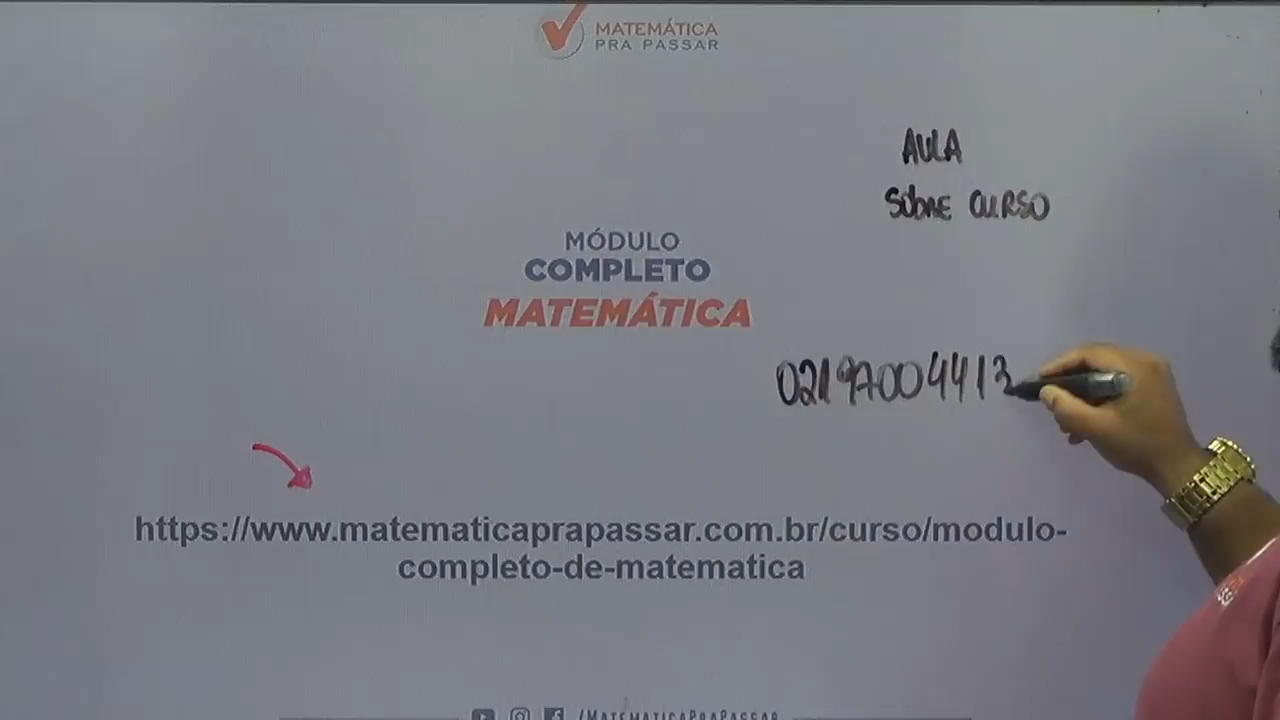 MATEMÁTICA
PRA PASSAR
AULA
SOBRE CURSO
MÓDULO
COMPLETO
MATEMÁTICA
02197004413
https://www.matematicaprapassar.com.br/curso/modulo-
completo-de-matematica
/MATEMATICAPRAPASSAR